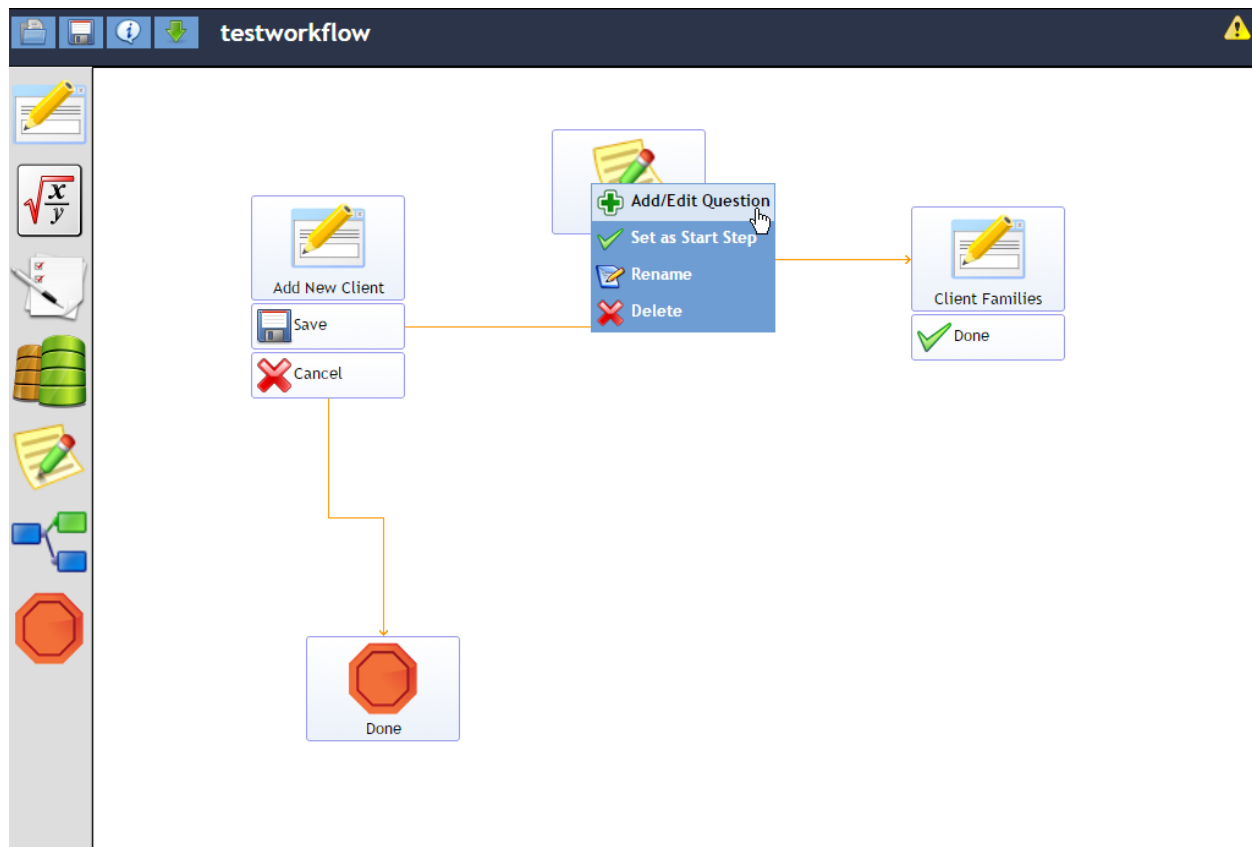 testworkflow
Add/Edit Question
Set as Start Step
Rename
Delete
Add New Client
Save
Cancel
Client Families
Done
Done
x
y